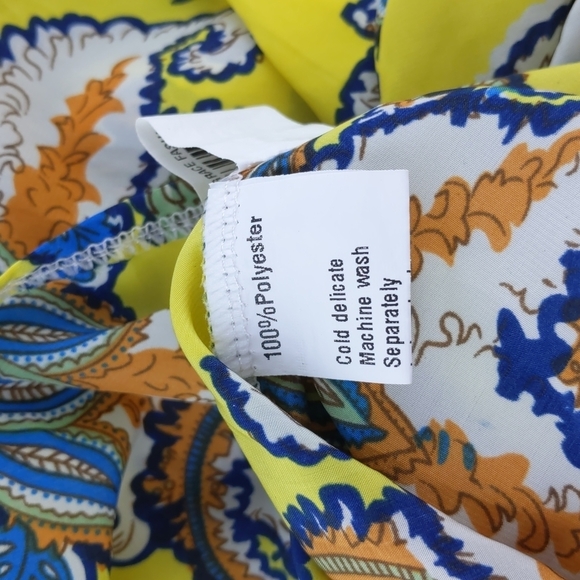 100%Polyester
Cold delicate
Machine wash
Separately